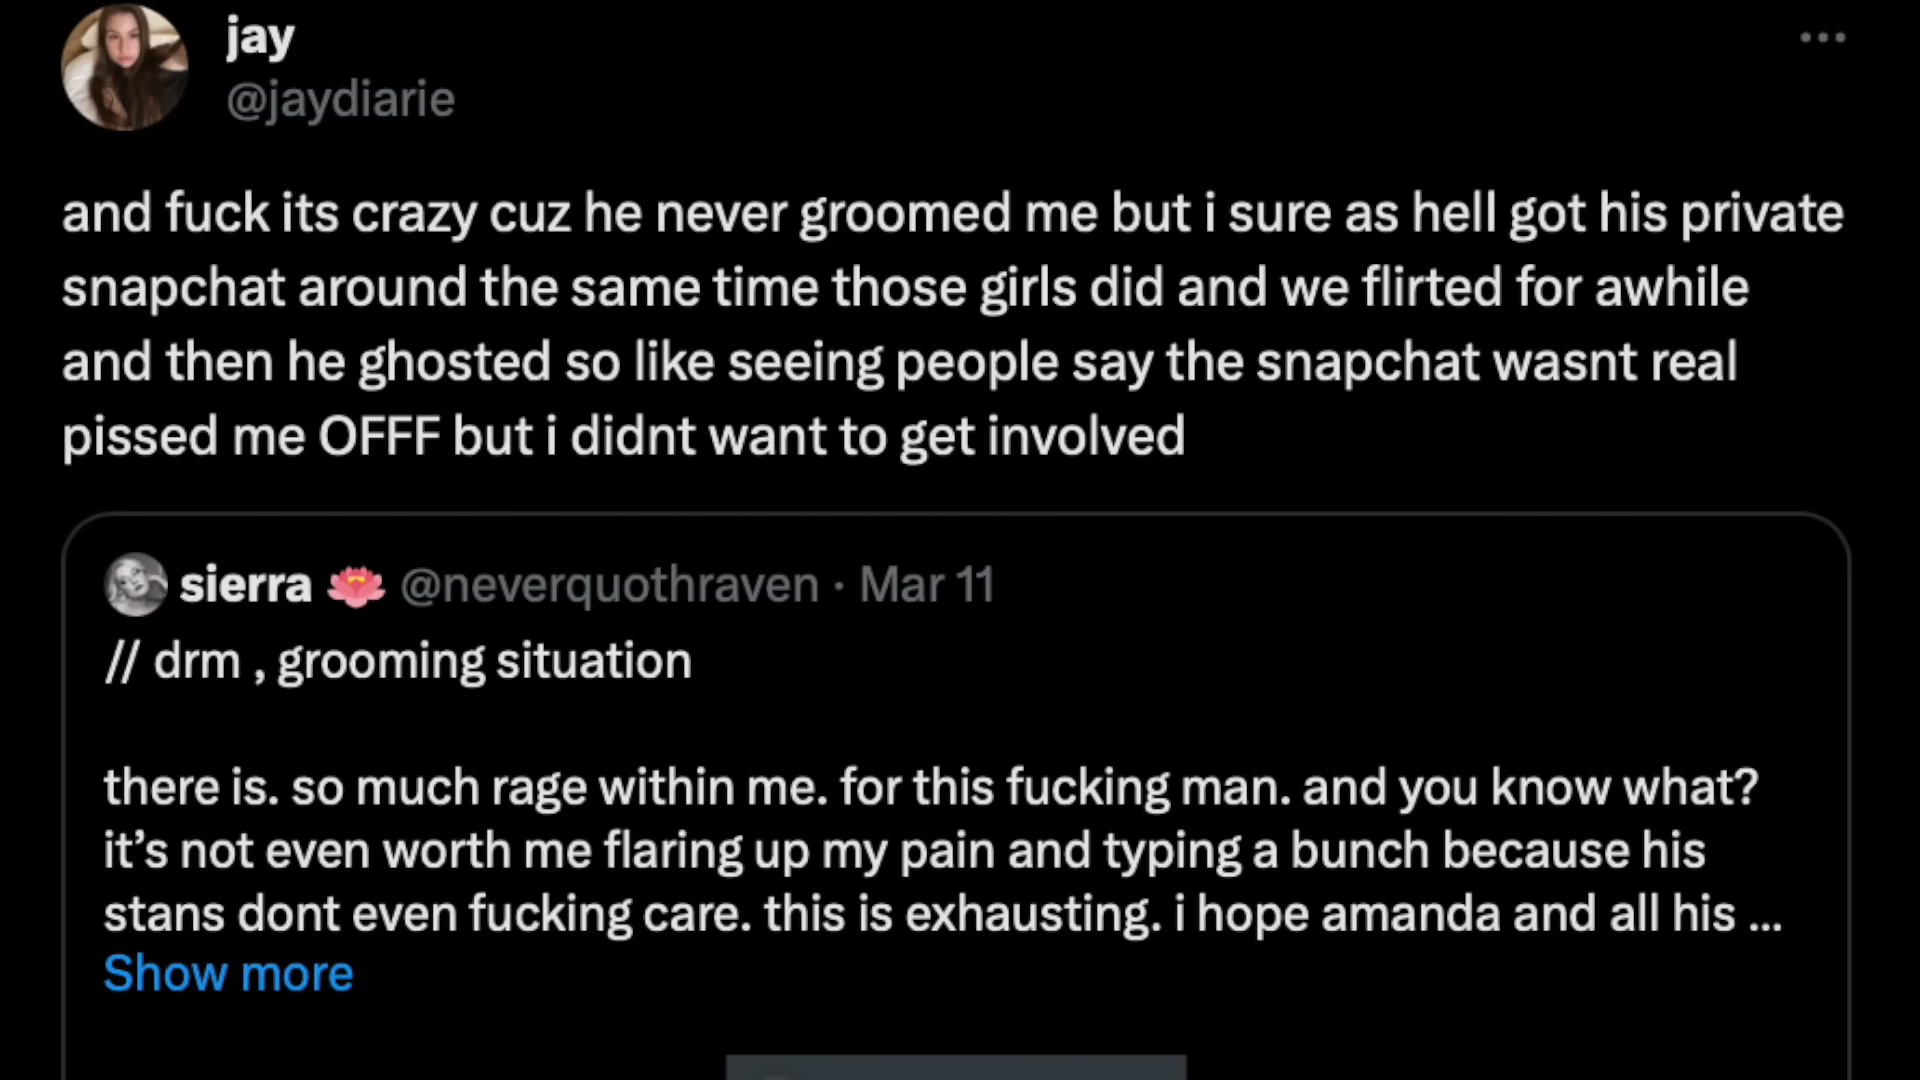 jay
@jaydiarie
and fuck its crazy cuz he never groomed me but i sure as hell got his private
snapchat around the same time those girls did and we flirted for awhile
and then he ghosted so like seeing people say the snapchat wasnt real
pissed me OFFF but i didnt want to get involved
sierra 🪷 @neverquothraven · Mar 11
// drm , grooming situation
there is. so much rage within me. for this fucking man. and you know what?
it’s not even worth me flaring up my pain and typing a bunch because his
stans dont even fucking care. this is exhausting. i hope amanda and all his ...
Show more